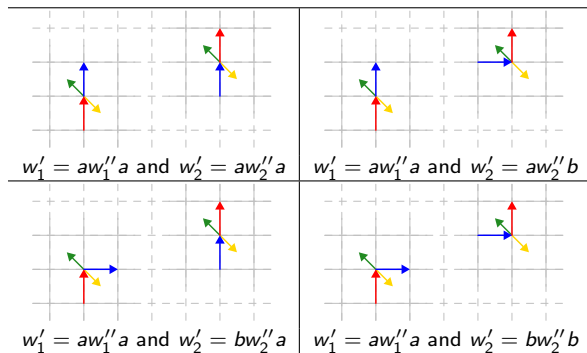 w′₁ = aw″₁a and w′₂ = aw″₂a
w′₁ = aw″₁a and w′₂ = aw″₂b
w′₁ = aw″₁a and w′₂ = bw″₂a
w′₁ = aw″₁a and w′₂ = bw″₂b